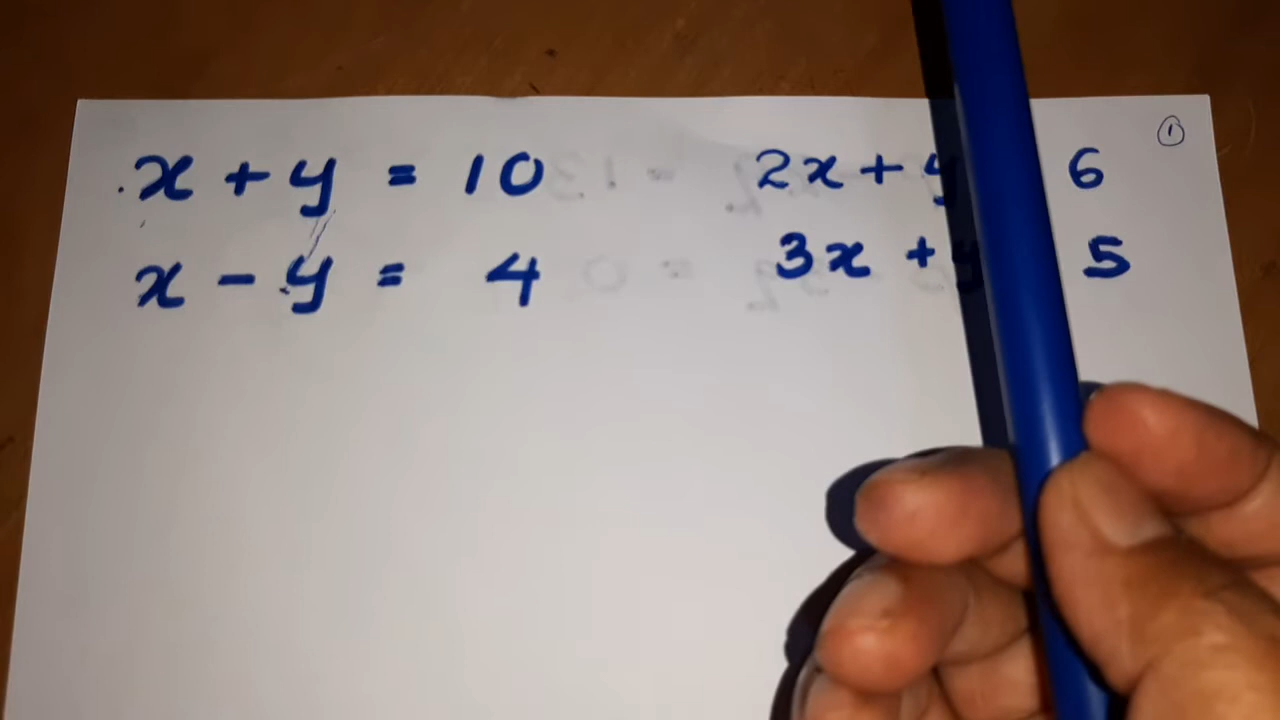 ①
x + y = 10
x - y = 4
2x + y 6
3x + y 5